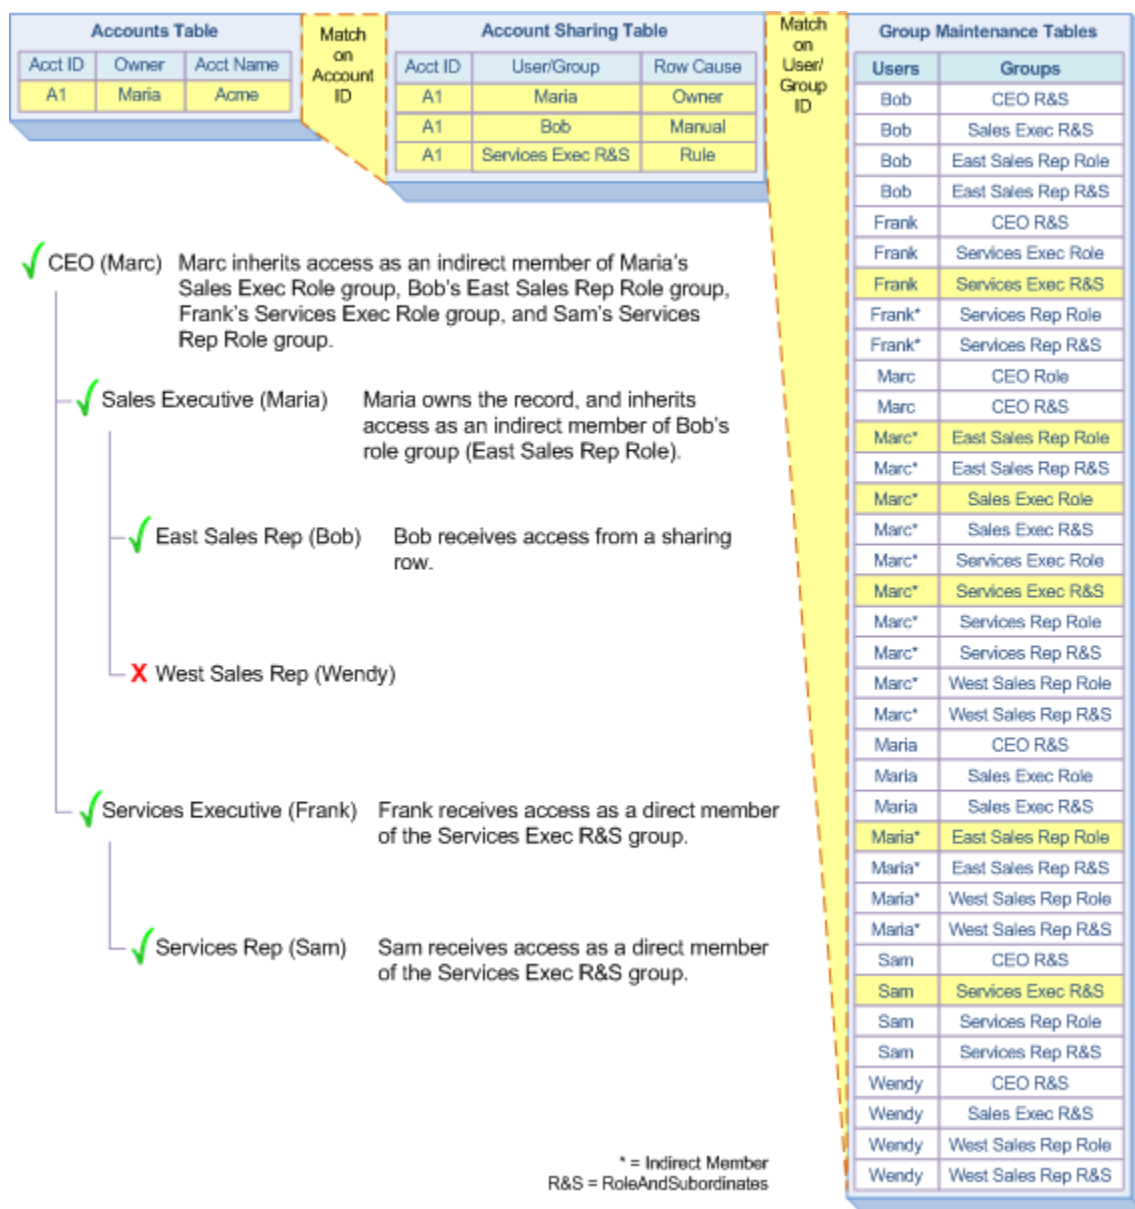 Accounts Table
Acct ID Owner Acct Name
A1 Maria Acme
Match
on
Account
ID
Account Sharing Table
Acct ID User/Group Row Cause
A1 Maria Owner
A1 Bob Manual
A1 Services Exec R&S Rule
Match
on
User/
Group
ID
Group Maintenance Tables
Users Groups
Bob CEO R&S
Bob Sales Exec R&S
Bob East Sales Rep Role
Bob East Sales Rep R&S
Frank CEO R&S
Frank Services Exec Role
Frank Services Exec R&S
Frank* Services Rep Role
Frank* Services Rep R&S
Marc CEO Role
Marc CEO R&S
Marc* East Sales Rep Role
Marc* East Sales Rep R&S
Marc* Sales Exec Role
Marc* Sales Exec R&S
Marc* Services Exec Role
Marc* Services Exec R&S
Marc* Services Rep Role
Marc* Services Rep R&S
Marc* West Sales Rep Role
Marc* West Sales Rep R&S
Maria CEO R&S
Maria Sales Exec Role
Maria Sales Exec R&S
Maria* East Sales Rep Role
Maria* East Sales Rep R&S
Maria* West Sales Rep Role
Maria* West Sales Rep R&S
Sam CEO R&S
Sam Services Exec R&S
Sam Services Rep Role
Sam Services Rep R&S
Wendy CEO R&S
Wendy Sales Exec R&S
Wendy West Sales Rep Role
Wendy West Sales Rep R&S
CEO (Marc) Marc inherits access as an indirect member of Maria's
Sales Exec Role group, Bob's East Sales Rep Role group,
Frank's Services Exec Role group, and Sam's Services
Rep Role group.
Sales Executive (Maria) Maria owns the record, and inherits
access as an indirect member of Bob's
role group (East Sales Rep Role).
East Sales Rep (Bob) Bob receives access from a sharing
row.
X West Sales Rep (Wendy)
Services Executive (Frank) Frank receives access as a direct member
of the Services Exec R&S group.
Services Rep (Sam) Sam receives access as a direct member
of the Services Exec R&S group.
* = Indirect Member
R&S = RoleAndSubordinates